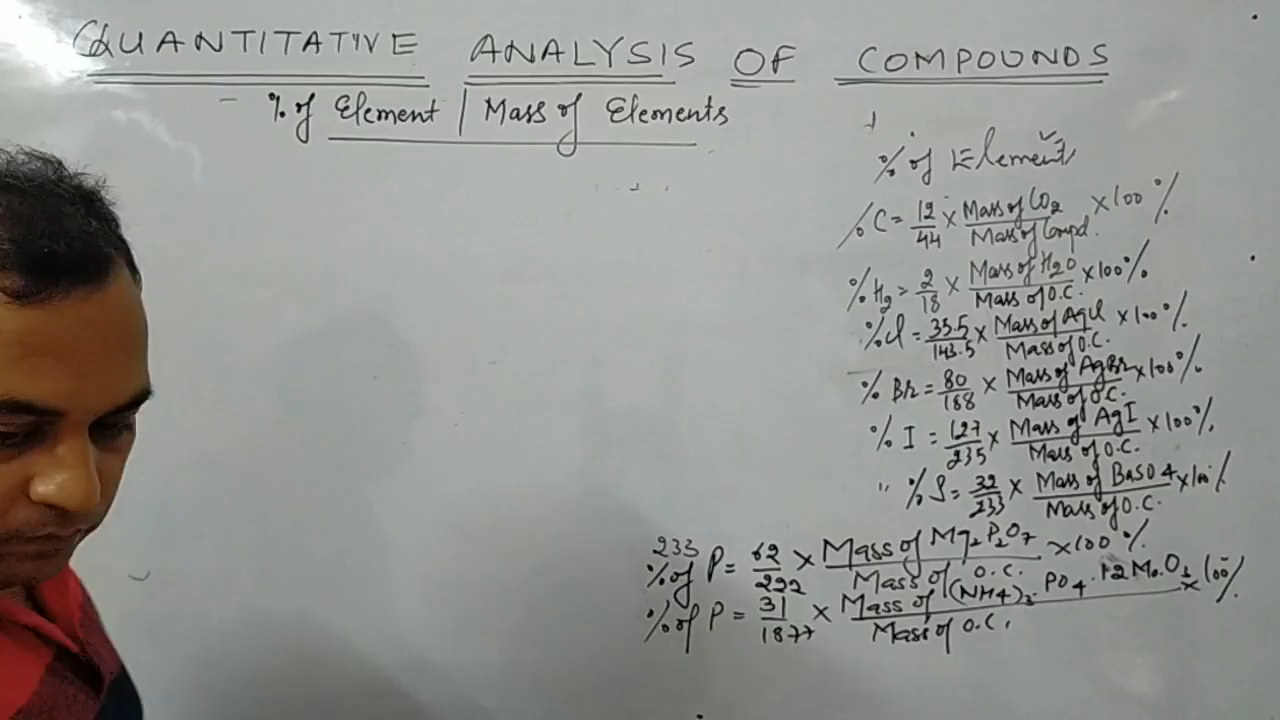 QUANTITATIVE ANALYSIS OF COMPOUNDS
- % of Element | Mass of Elements
% of Element
% C = 12/44 × Mass of CO2/Mass of Compd. × 100 %
% H2 = 2/18 × Mass of H2O/Mass of O.C. × 100 %
% Cl = 35.5/143.5 × Mass of AgCl/Mass of O.C. × 100 %
% Br = 80/188 × Mass of AgBr/Mass of O.C. × 100 %
% I = 127/235 × Mass of AgI/Mass of O.C. × 100 %
" % S = 32/233 × Mass of BaSO4/Mass of O.C. × 100 %
233
% of P = 62/222 × Mass of Mg2P2O7/Mass of O.C. × 100 %
% of P = 31/1877 × Mass of (NH4)3 PO4 . 12 MoO3/Mass of O.C. × 100 %